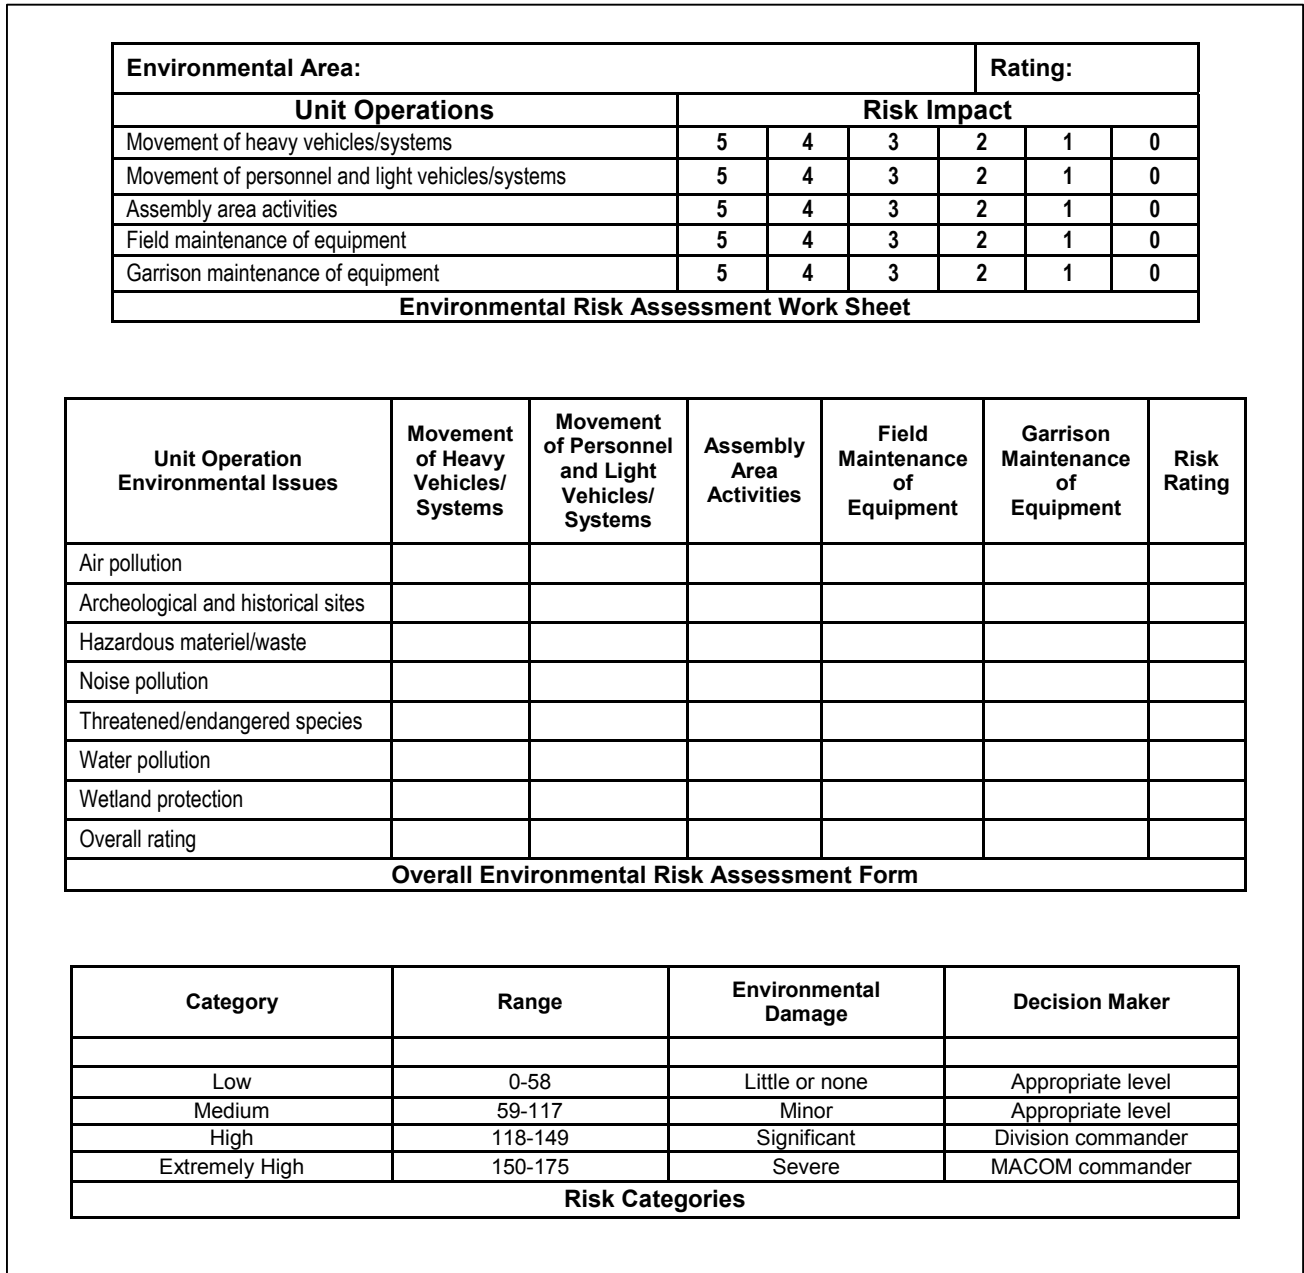 Environmental Area: Rating:
Unit Operations Risk Impact
Movement of heavy vehicles/systems 5 4 3 2 1 0
Movement of personnel and light vehicles/systems 5 4 3 2 1 0
Assembly area activities 5 4 3 2 1 0
Field maintenance of equipment 5 4 3 2 1 0
Garrison maintenance of equipment 5 4 3 2 1 0
Environmental Risk Assessment Work Sheet
Unit Operation
Environmental Issues
Movement
of Heavy
Vehicles/
Systems
Movement
of Personnel
and Light
Vehicles/
Systems
Assembly
Area
Activities
Field
Maintenance
of
Equipment
Garrison
Maintenance
of
Equipment
Risk
Rating
Air pollution
Archeological and historical sites
Hazardous materiel/waste
Noise pollution
Threatened/endangered species
Water pollution
Wetland protection
Overall rating
Overall Environmental Risk Assessment Form
Category Range Environmental
Damage Decision Maker
Low 0-58 Little or none Appropriate level
Medium 59-117 Minor Appropriate level
High 118-149 Significant Division commander
Extremely High 150-175 Severe MACOM commander
Risk Categories